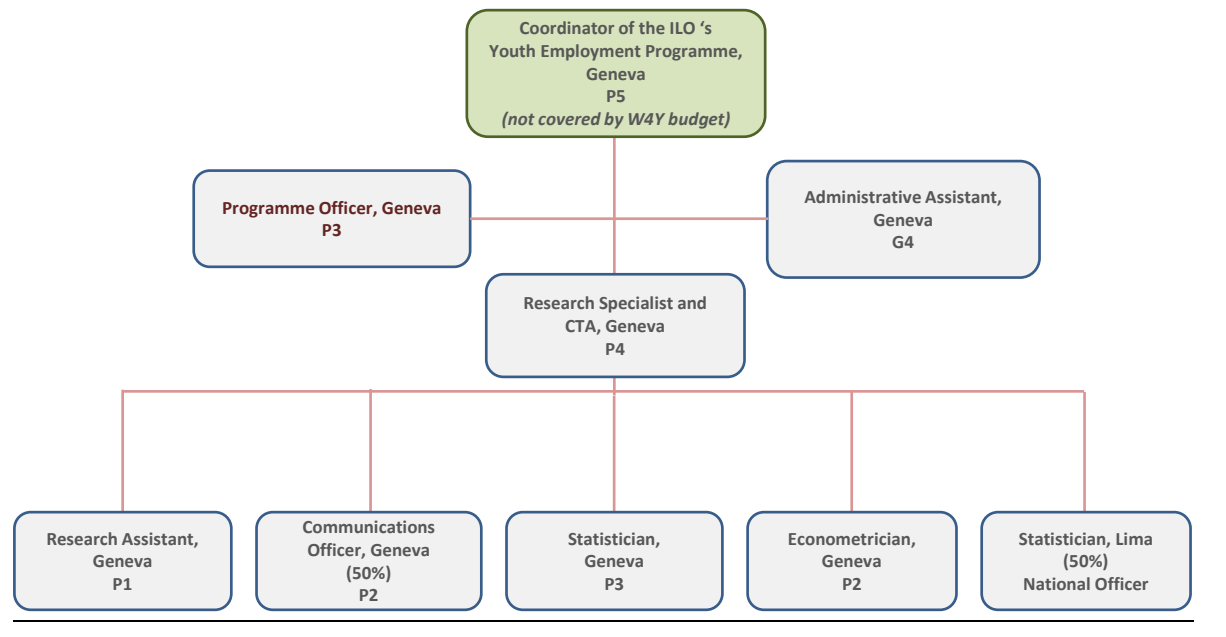 Coordinator of the ILO ‘s
Youth Employment Programme,
Geneva
P5
(not covered by W4Y budget)
Programme Officer, Geneva
P3
Administrative Assistant,
Geneva
G4
Research Specialist and
CTA, Geneva
P4
Research Assistant,
Geneva
P1
Communications
Officer, Geneva
(50%)
P2
Statistician,
Geneva
P3
Econometrician,
Geneva
P2
Statistician, Lima
(50%)
National Officer